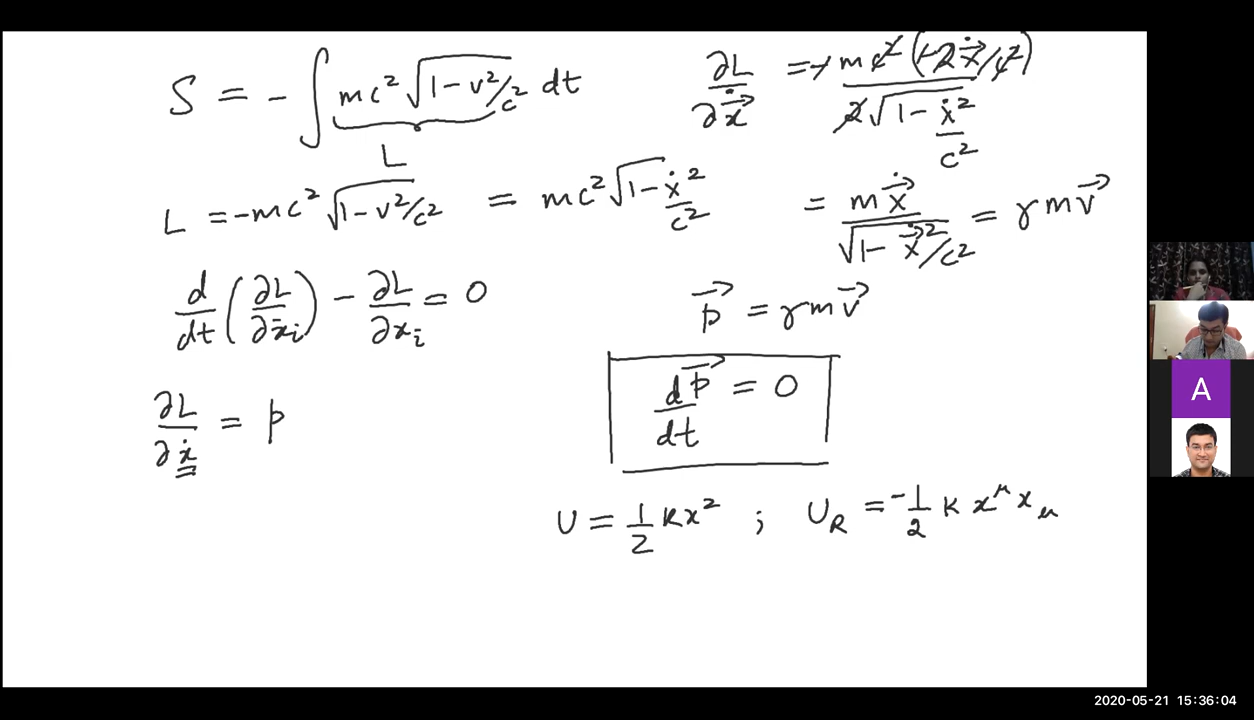 S = - ∫ mc² √(1 - v²/c²) dt
L
L = -mc² √(1 - v²/c²) = mc² √(1 - ẋ²/c²)
d/dt (∂L/∂ẋᵢ) - ∂L/∂xᵢ = 0
∂L/∂ẋ = p
∂L/∂ẋ⃗ = + mc² (-2ẋ⃗/c²) / 2√(1 - ẋ²/c²)
= mẋ⃗ / √(1 - ẋ⃗²/c²) = γmv⃗
p⃗ = γmv⃗
dp⃗/dt = 0
U = 1/2 kx² ; U_R = -1/2 k x^μ x_μ
A
2020-05-21 15:36:04